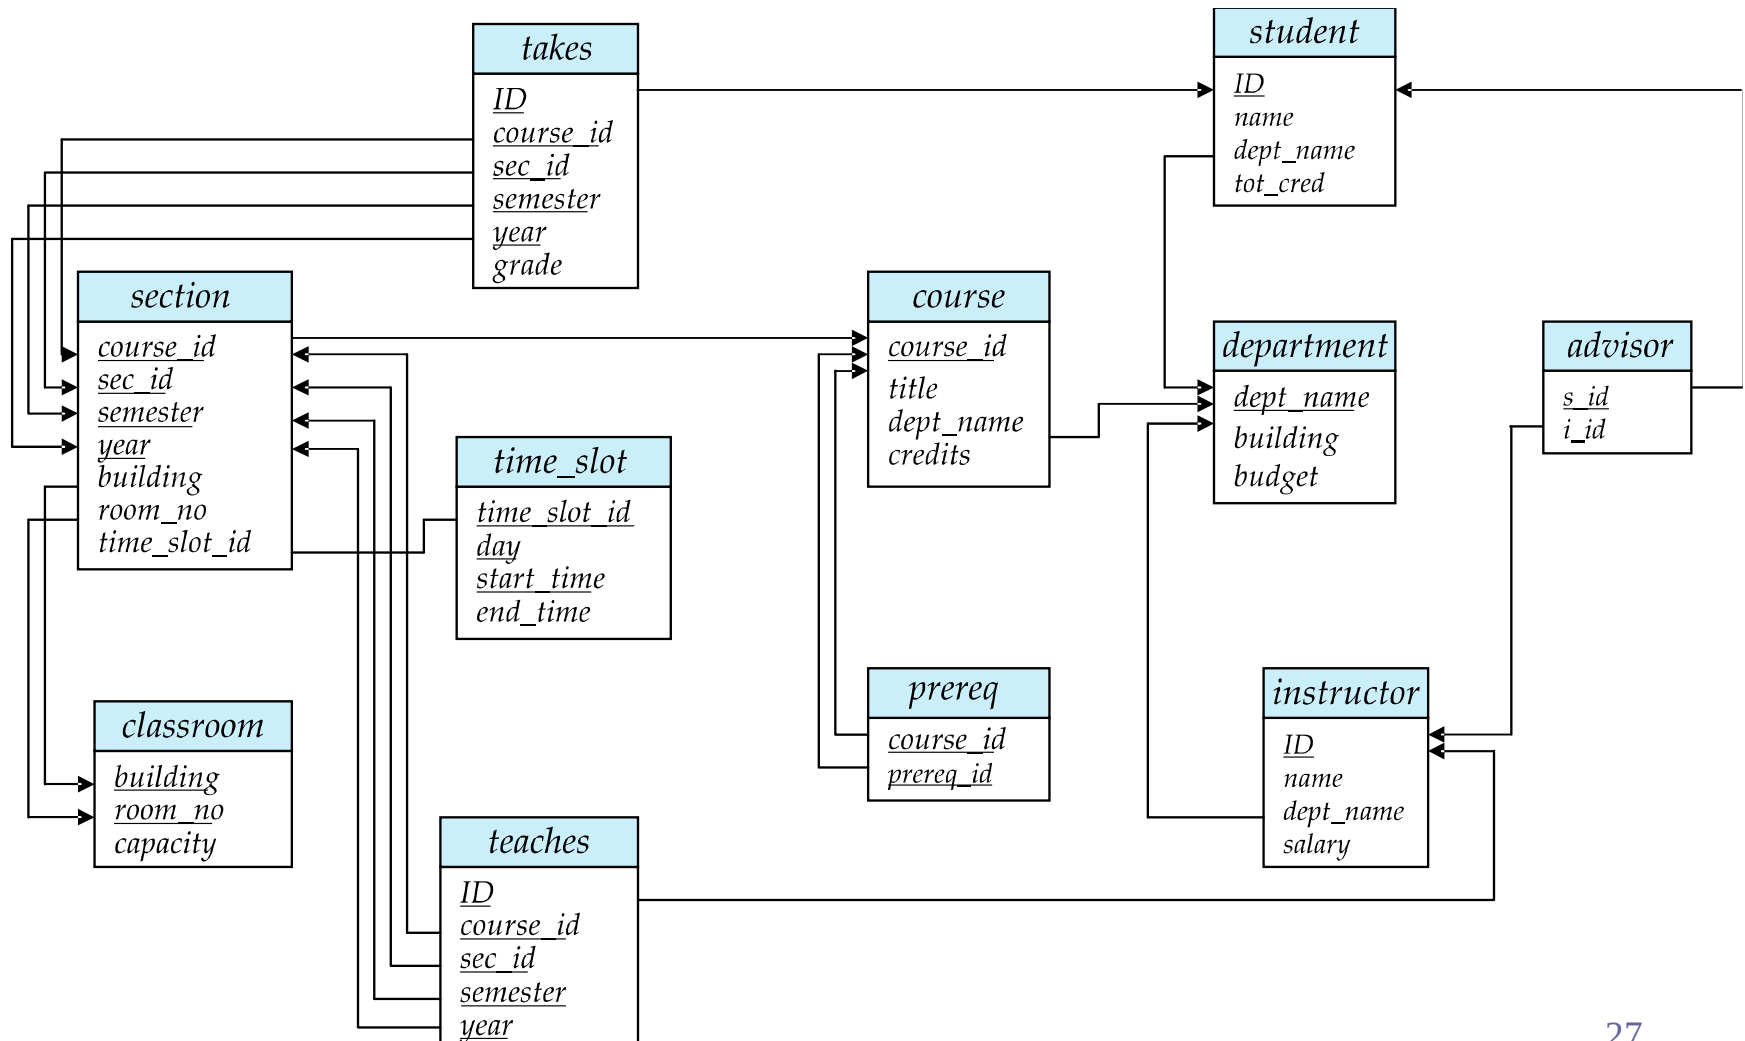 takes
ID
course_id
sec_id
semester
year
grade
student
ID
name
dept_name
tot_cred
section
course_id
sec_id
semester
year
building
room_no
time_slot_id
course
course_id
title
dept_name
credits
department
dept_name
building
budget
advisor
s_id
i_id
time_slot
time_slot_id
day
start_time
end_time
prereq
course_id
prereq_id
instructor
ID
name
dept_name
salary
classroom
building
room_no
capacity
teaches
ID
course_id
sec_id
semester
year
27